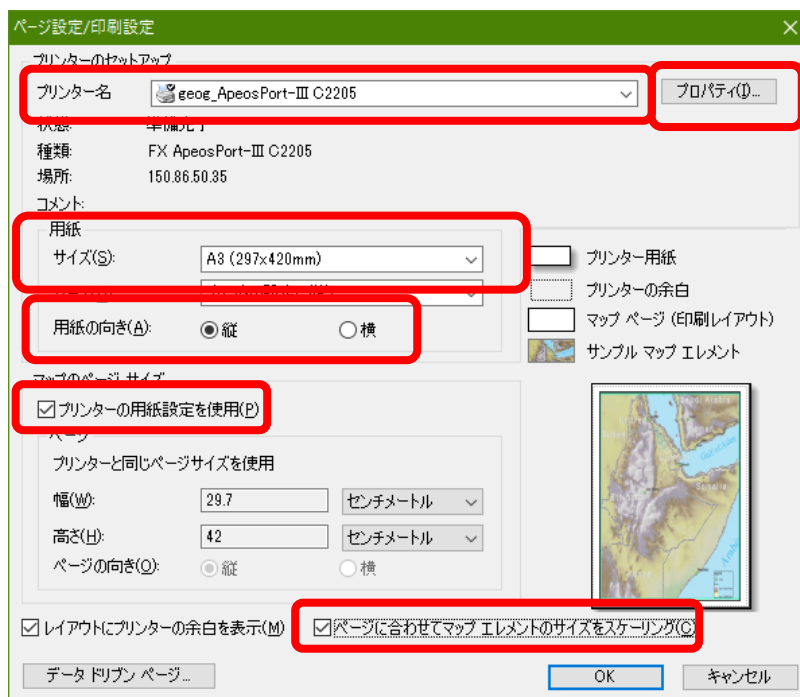 ページ設定/印刷設定
プリンターのセットアップ
プリンター名 geog_ApeosPort-Ⅲ C2205 プロパティ(I)...
状態: 準備完了
種類: FX ApeosPort-Ⅲ C2205
場所: 150.86.50.35
コメント:
用紙
サイズ(S): A3 (297x420mm)
用紙の向き(A): 縦 横
プリンター用紙
プリンターの余白
マップ ページ (印刷レイアウト)
サンプル マップ エレメント
マップのページ サイズ
プリンターの用紙設定を使用(P)
ページ
プリンターと同じページサイズを使用
幅(W): 29.7 センチメートル
高さ(H): 42 センチメートル
ページの向き(O): 縦 横
レイアウトにプリンターの余白を表示(M) ページに合わせてマップ エレメントのサイズをスケーリング(C)
データ ドリブン ページ... OK キャンセル